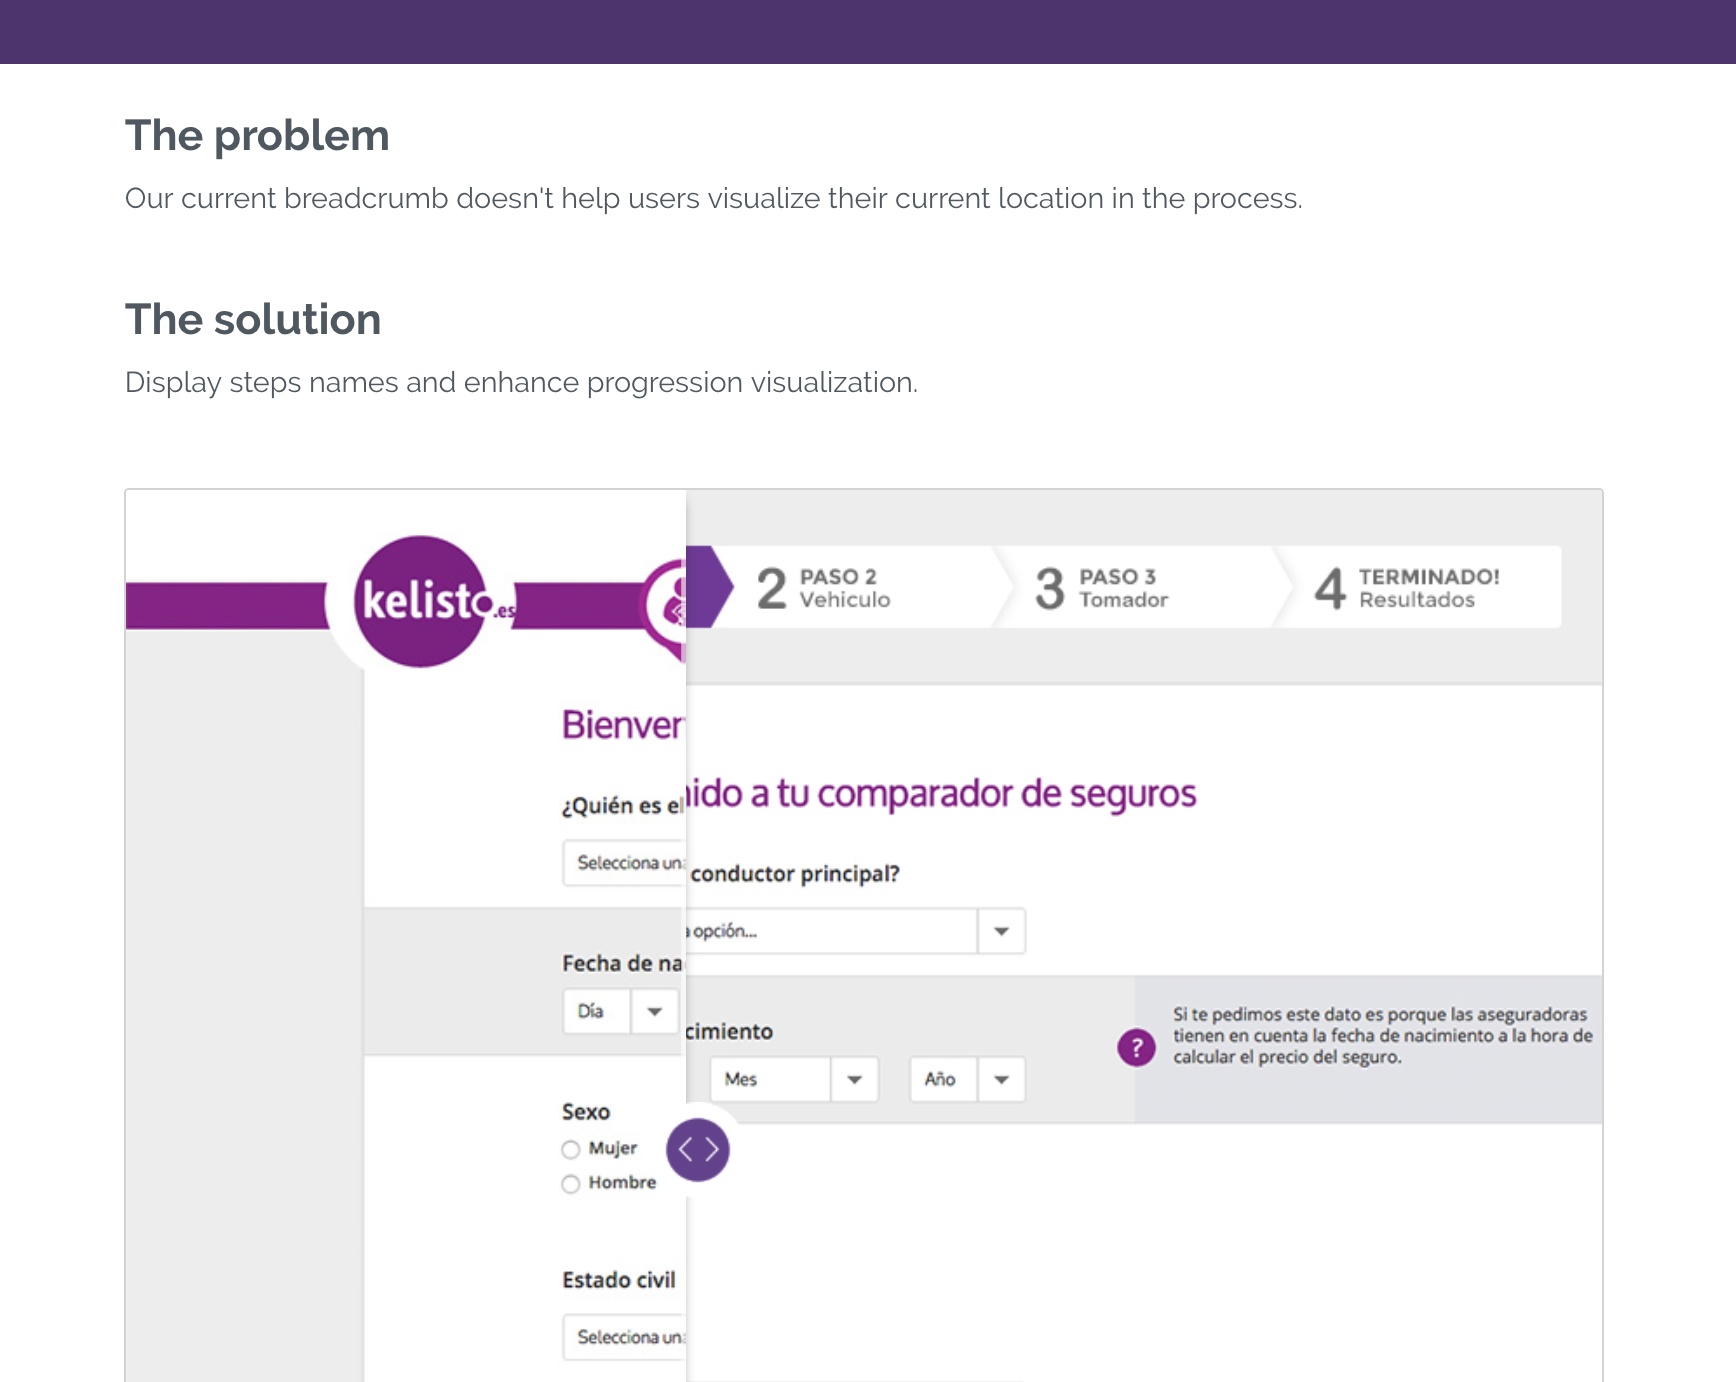 The problem
Our current breadcrumb doesn't help users visualize their current location in the process.
The solution
Display steps names and enhance progression visualization.
kelisto.es
2 PASO 2
Vehiculo
3 PASO 3
Tomador
4 TERMINADO!
Resultados
Bienven
ido a tu comparador de seguros
¿Quién es el
conductor principal?
Selecciona una
opción...
Fecha de na
cimiento
Día
Mes
Año
?
Si te pedimos este dato es porque las aseguradoras
tienen en cuenta la fecha de nacimiento a la hora de
calcular el precio del seguro.
Sexo
Mujer
Hombre
Estado civil
Selecciona una